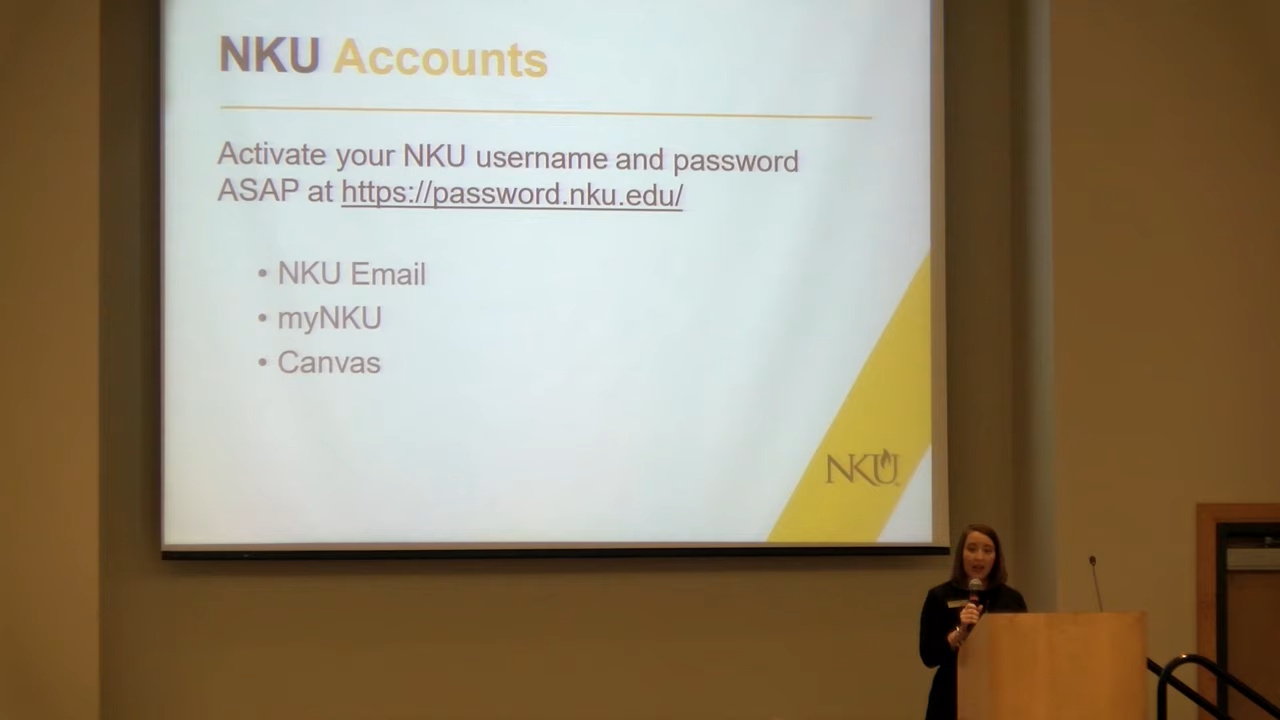 NKU Accounts
Activate your NKU username and password
ASAP at https://password.nku.edu/
• NKU Email
• myNKU
• Canvas
NKU